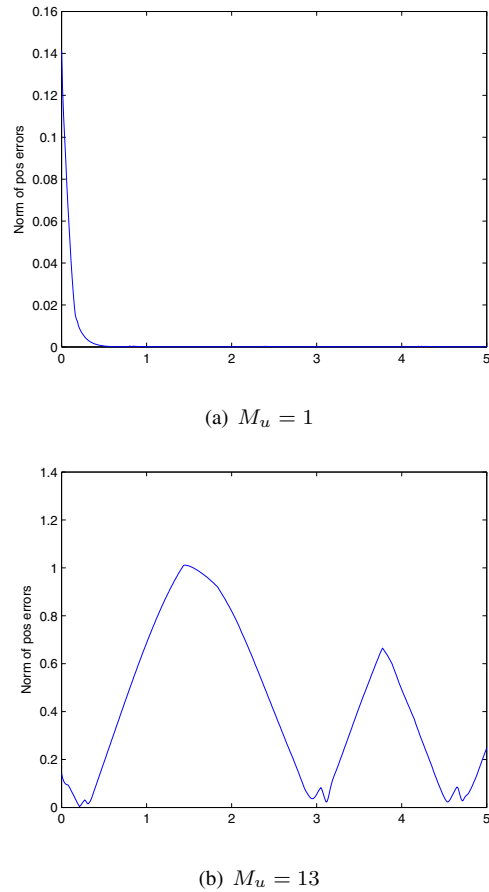 0.16
0.14
0.12
0.1
0.08
0.06
0.04
0.02
0
Norm of pos errors
0 1 2 3 4 5
(a) M_u = 1
1.4
1.2
1
0.8
0.6
0.4
0.2
0
Norm of pos errors
0 1 2 3 4 5
(b) M_u = 13